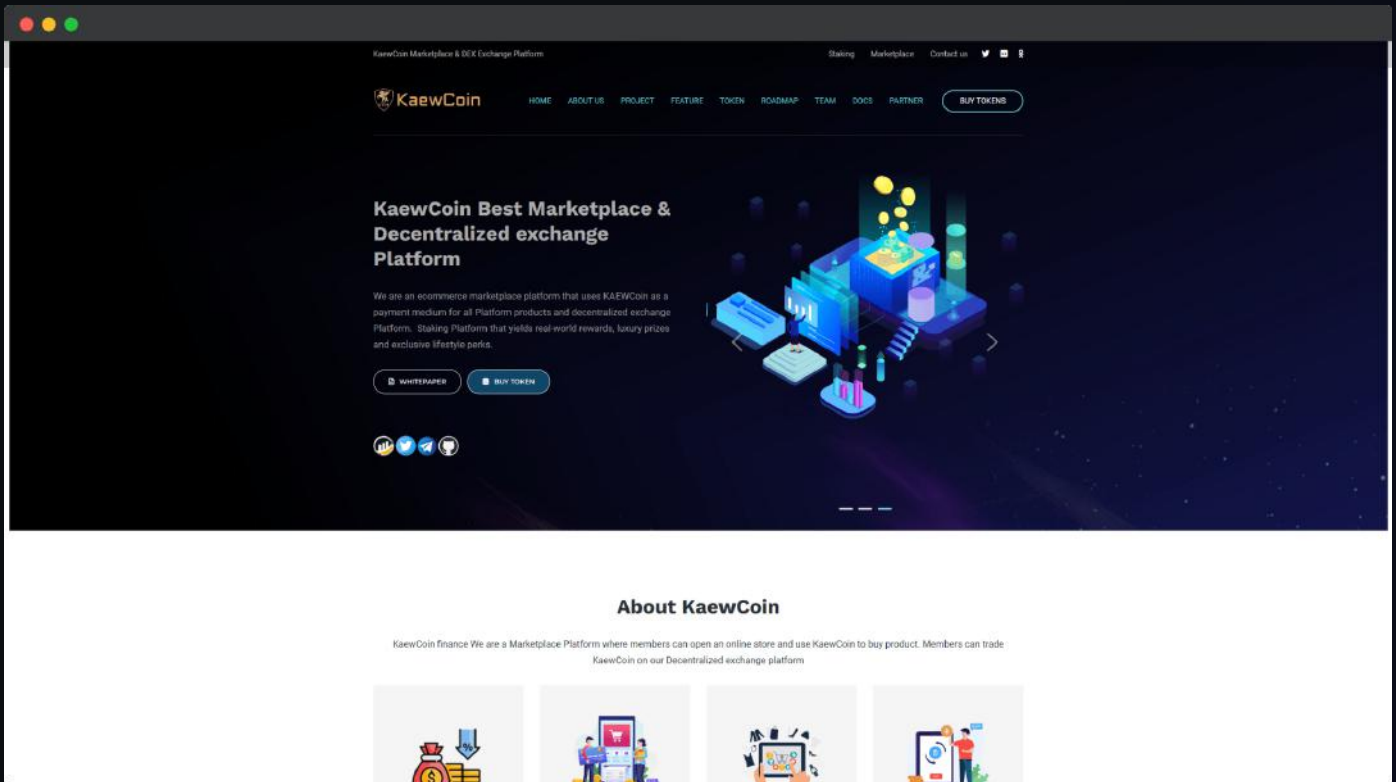 KaewCoin Marketplace & DEX Exchange Platform
Staking Marketplace Contact us
KaewCoin
HOME ABOUT US PROJECT FEATURE TOKEN ROADMAP TEAM DOCS PARTNER BUY TOKENS
KaewCoin Best Marketplace &
Decentralized exchange
Platform
We are an ecommerce marketplace platform that uses KAEWCoin as a
payment medium for all Platform products and decentralized exchange
Platform. Staking Platform that yields real-world rewards, luxury prizes
and exclusive lifestyle perks.
WHITEPAPER BUY TOKEN
About KaewCoin
KaewCoin finance We are a Marketplace Platform where members can open an online store and use KaewCoin to buy product. Members can trade
KaewCoin on our Decentralized exchange platform